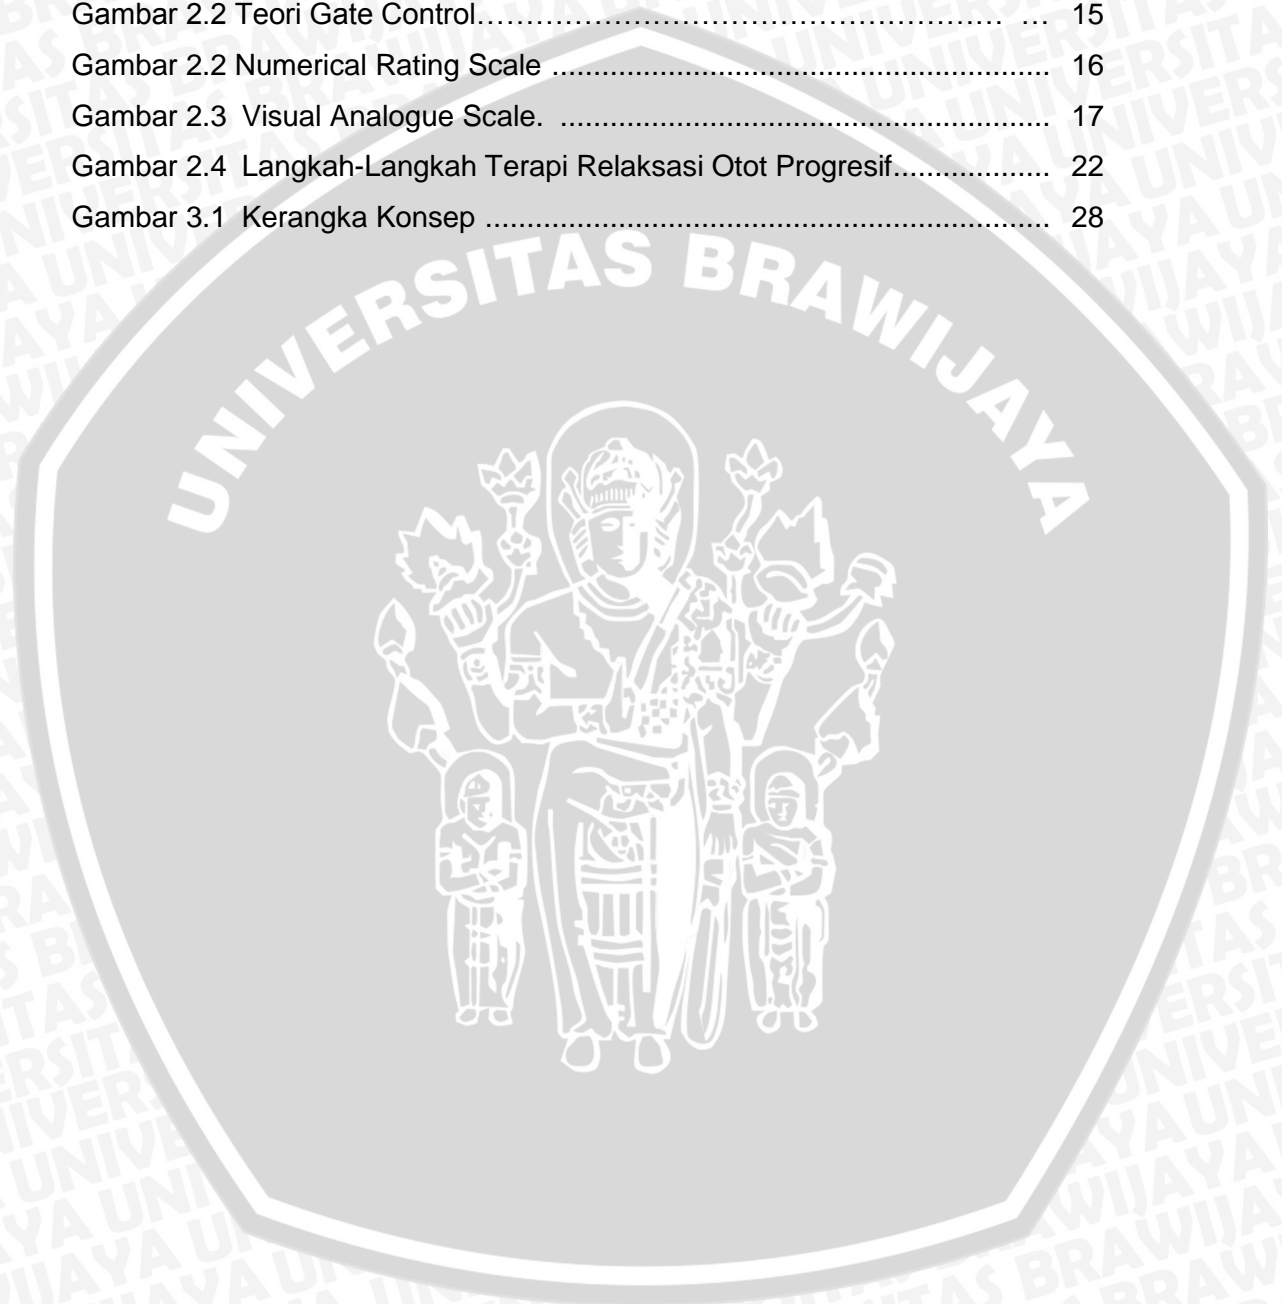 Gambar 2.2 Teori Gate Control…………………………………………………… … 15
Gambar 2.2 Numerical Rating Scale ............................................................ 16
Gambar 2.3  Visual Analogue Scale.  ........................................................... 17
Gambar 2.4  Langkah-Langkah Terapi Relaksasi Otot Progresif................... 22
Gambar 3.1  Kerangka Konsep .................................................................... 28
UNIVERSITAS BRAWIJAYA